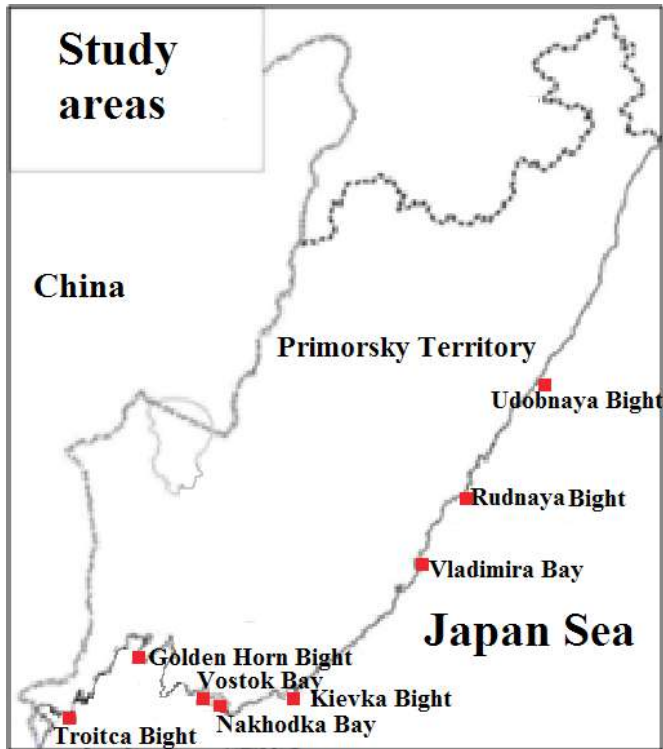 Study
areas
China
Primorsky Territory
Udobnaya Bight
Rudnaya Bight
Vladimira Bay
Japan Sea
Golden Horn Bight
Vostok Bay
Kievka Bight
Nakhodka Bay
Troitca Bight